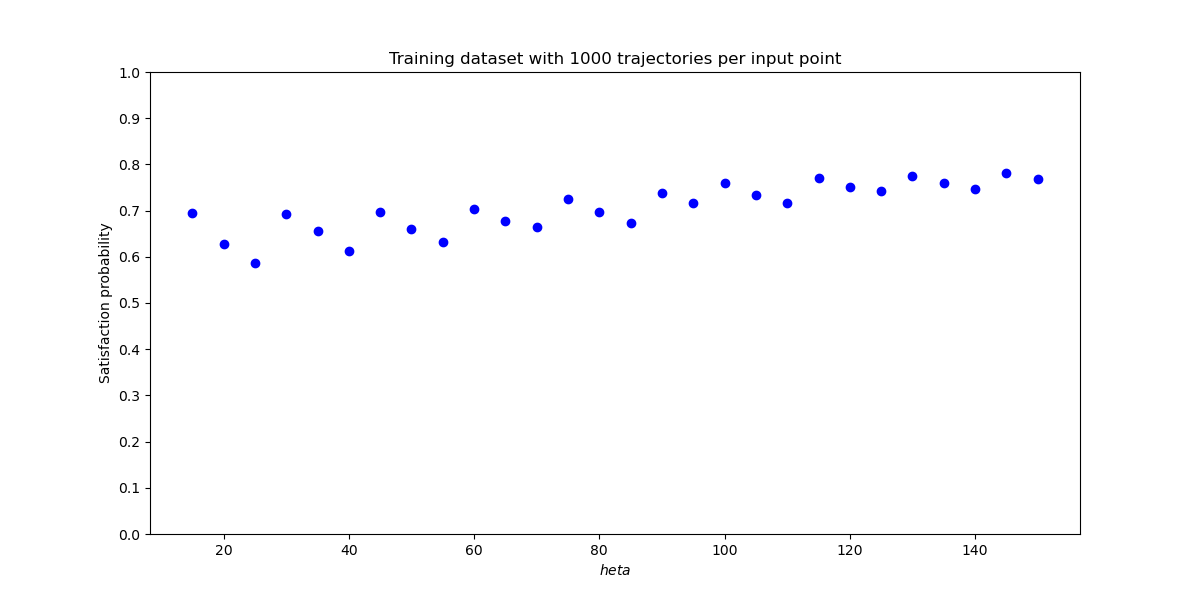 Training dataset with 1000 trajectories per input point
1.0
0.9
0.8
0.7
0.6
0.5
0.4
0.3
0.2
0.1
0.0
Satisfaction probability
20 40 60 80 100 120 140
heta